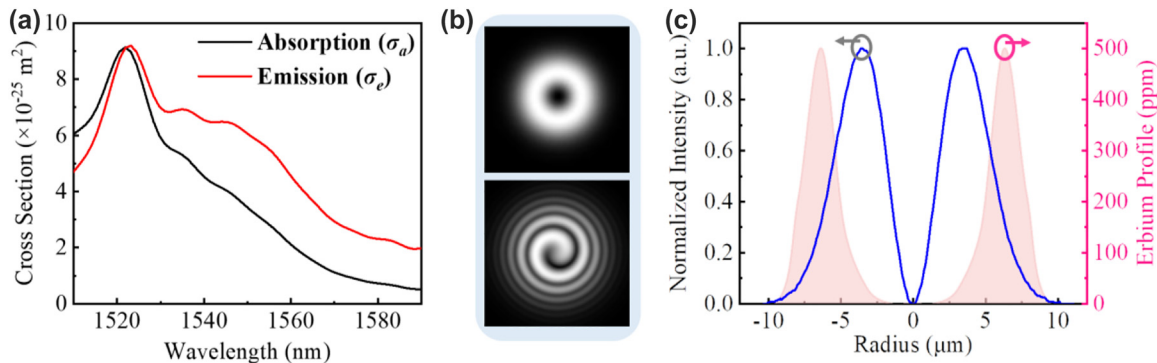 (a)
Cross Section (×10⁻²⁵ m²)
10
8
6
4
2
0
Absorption (σₐ)
Emission (σₑ)
1520
1540
1560
1580
Wavelength (nm)
(b)
(c)
Normalized Intensity (a.u.)
1.0
0.8
0.6
0.4
0.2
0.0
-10
-5
0
5
10
Radius (μm)
500
400
300
200
100
0
Erbium Profile (ppm)